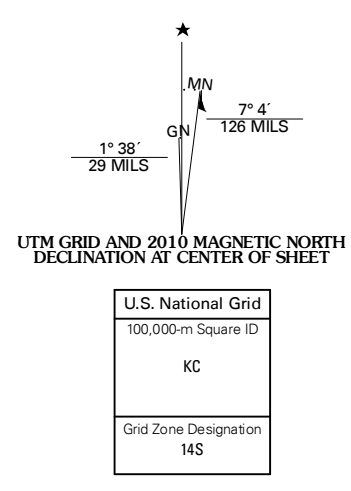 MN
7° 4´
126 MILS
GN
1° 38´
29 MILS
UTM GRID AND 2010 MAGNETIC NORTH
DECLINATION AT CENTER OF SHEET
U.S. National Grid
100,000-m Square ID
KC
Grid Zone Designation
14S